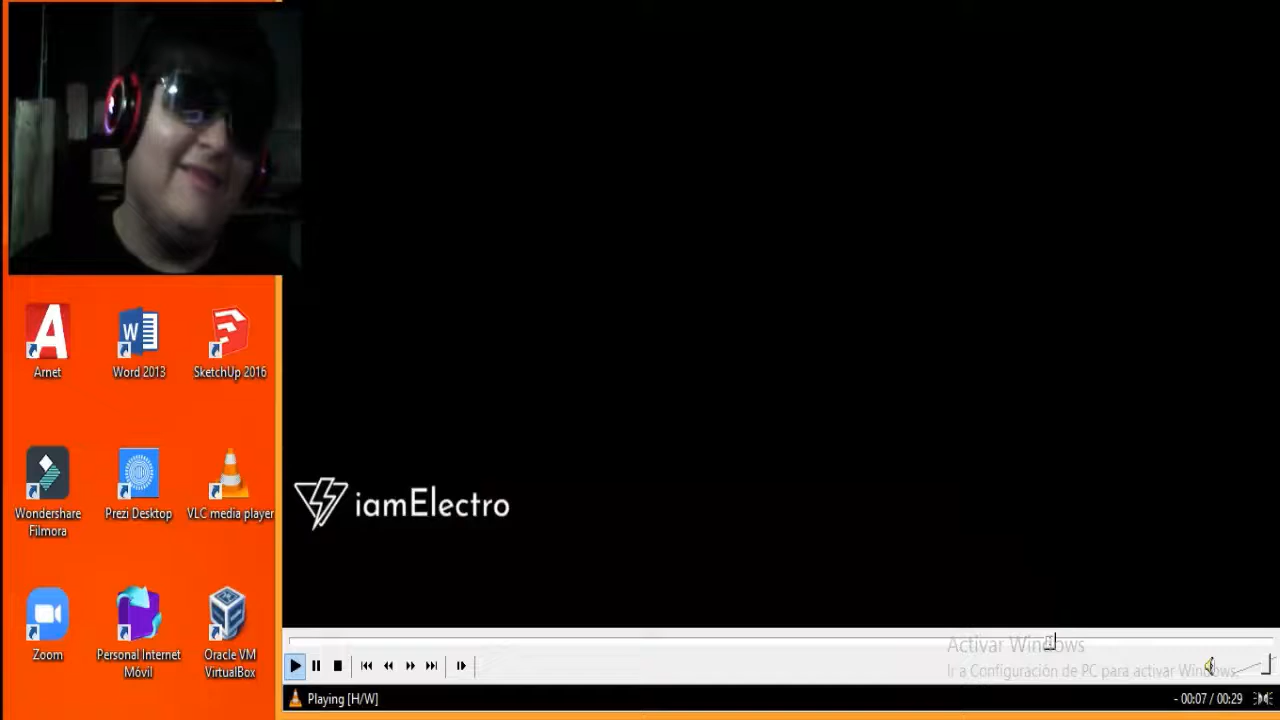 Arnet
Word 2013
SketchUp 2016
iamElectro
Wondershare
Filmora
Prezi Desktop
VLC media player
Zoom
Personal Internet
Móvil
Oracle VM
VirtualBox
Activar Windows
Ir a Configuración de PC para activar Windows.
Playing [H/W]
- 00:07 / 00:29